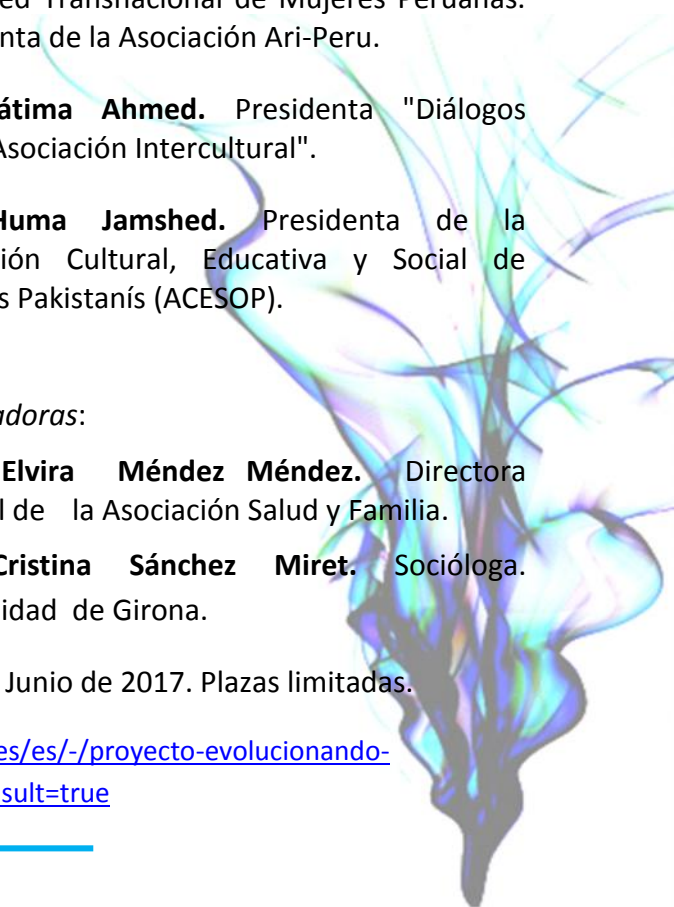 ed Transnacional de Mujeres Peruanas.
nta de la Asociación Ari-Peru.
átima Ahmed. Presidenta "Diálogos
Asociación Intercultural".
Huma Jamshed. Presidenta de la
ión Cultural, Educativa y Social de
s Pakistanís (ACESOP).
adoras:
Elvira Méndez Méndez. Directora
l de la Asociación Salud y Familia.
Cristina Sánchez Miret. Socióloga.
idad de Girona.
Junio de 2017. Plazas limitadas.
es/es/-/proyecto-evolucionando-
sult=true